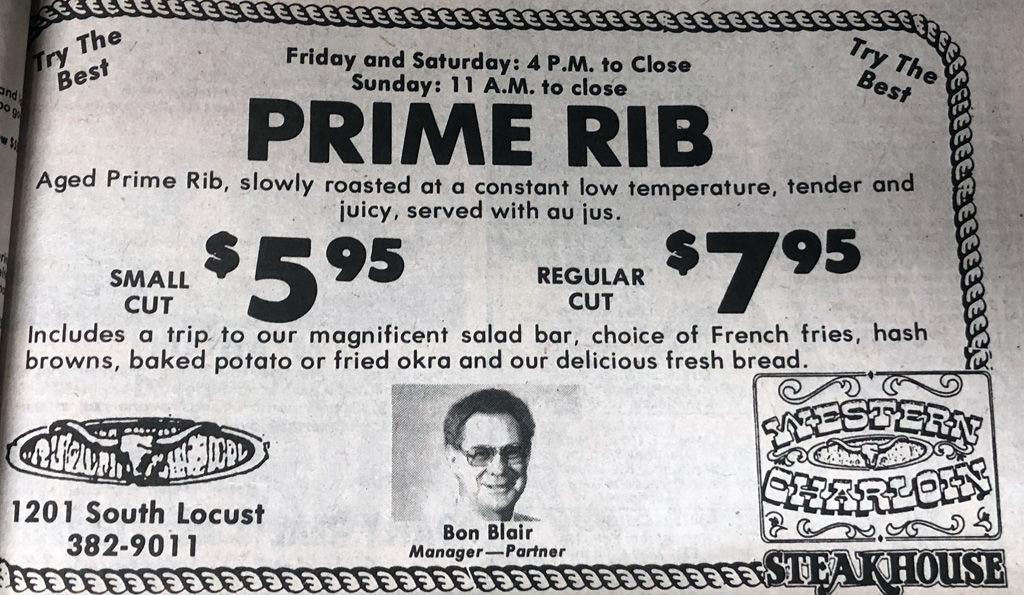 Try The
Best
Friday and Saturday: 4 P.M. to Close
Sunday: 11 A.M. to close
Try The
Best
PRIME RIB
Aged Prime Rib, slowly roasted at a constant low temperature, tender and
juicy, served with au jus.
SMALL
CUT
$5 95
REGULAR
CUT
$7 95
Includes a trip to our magnificent salad bar, choice of French fries, hash
browns, baked potato or fried okra and our delicious fresh bread.
1201 South Locust
382-9011
Bon Blair
Manager—Partner
WESTERN
CHARLOIN
STEAKHOUSE